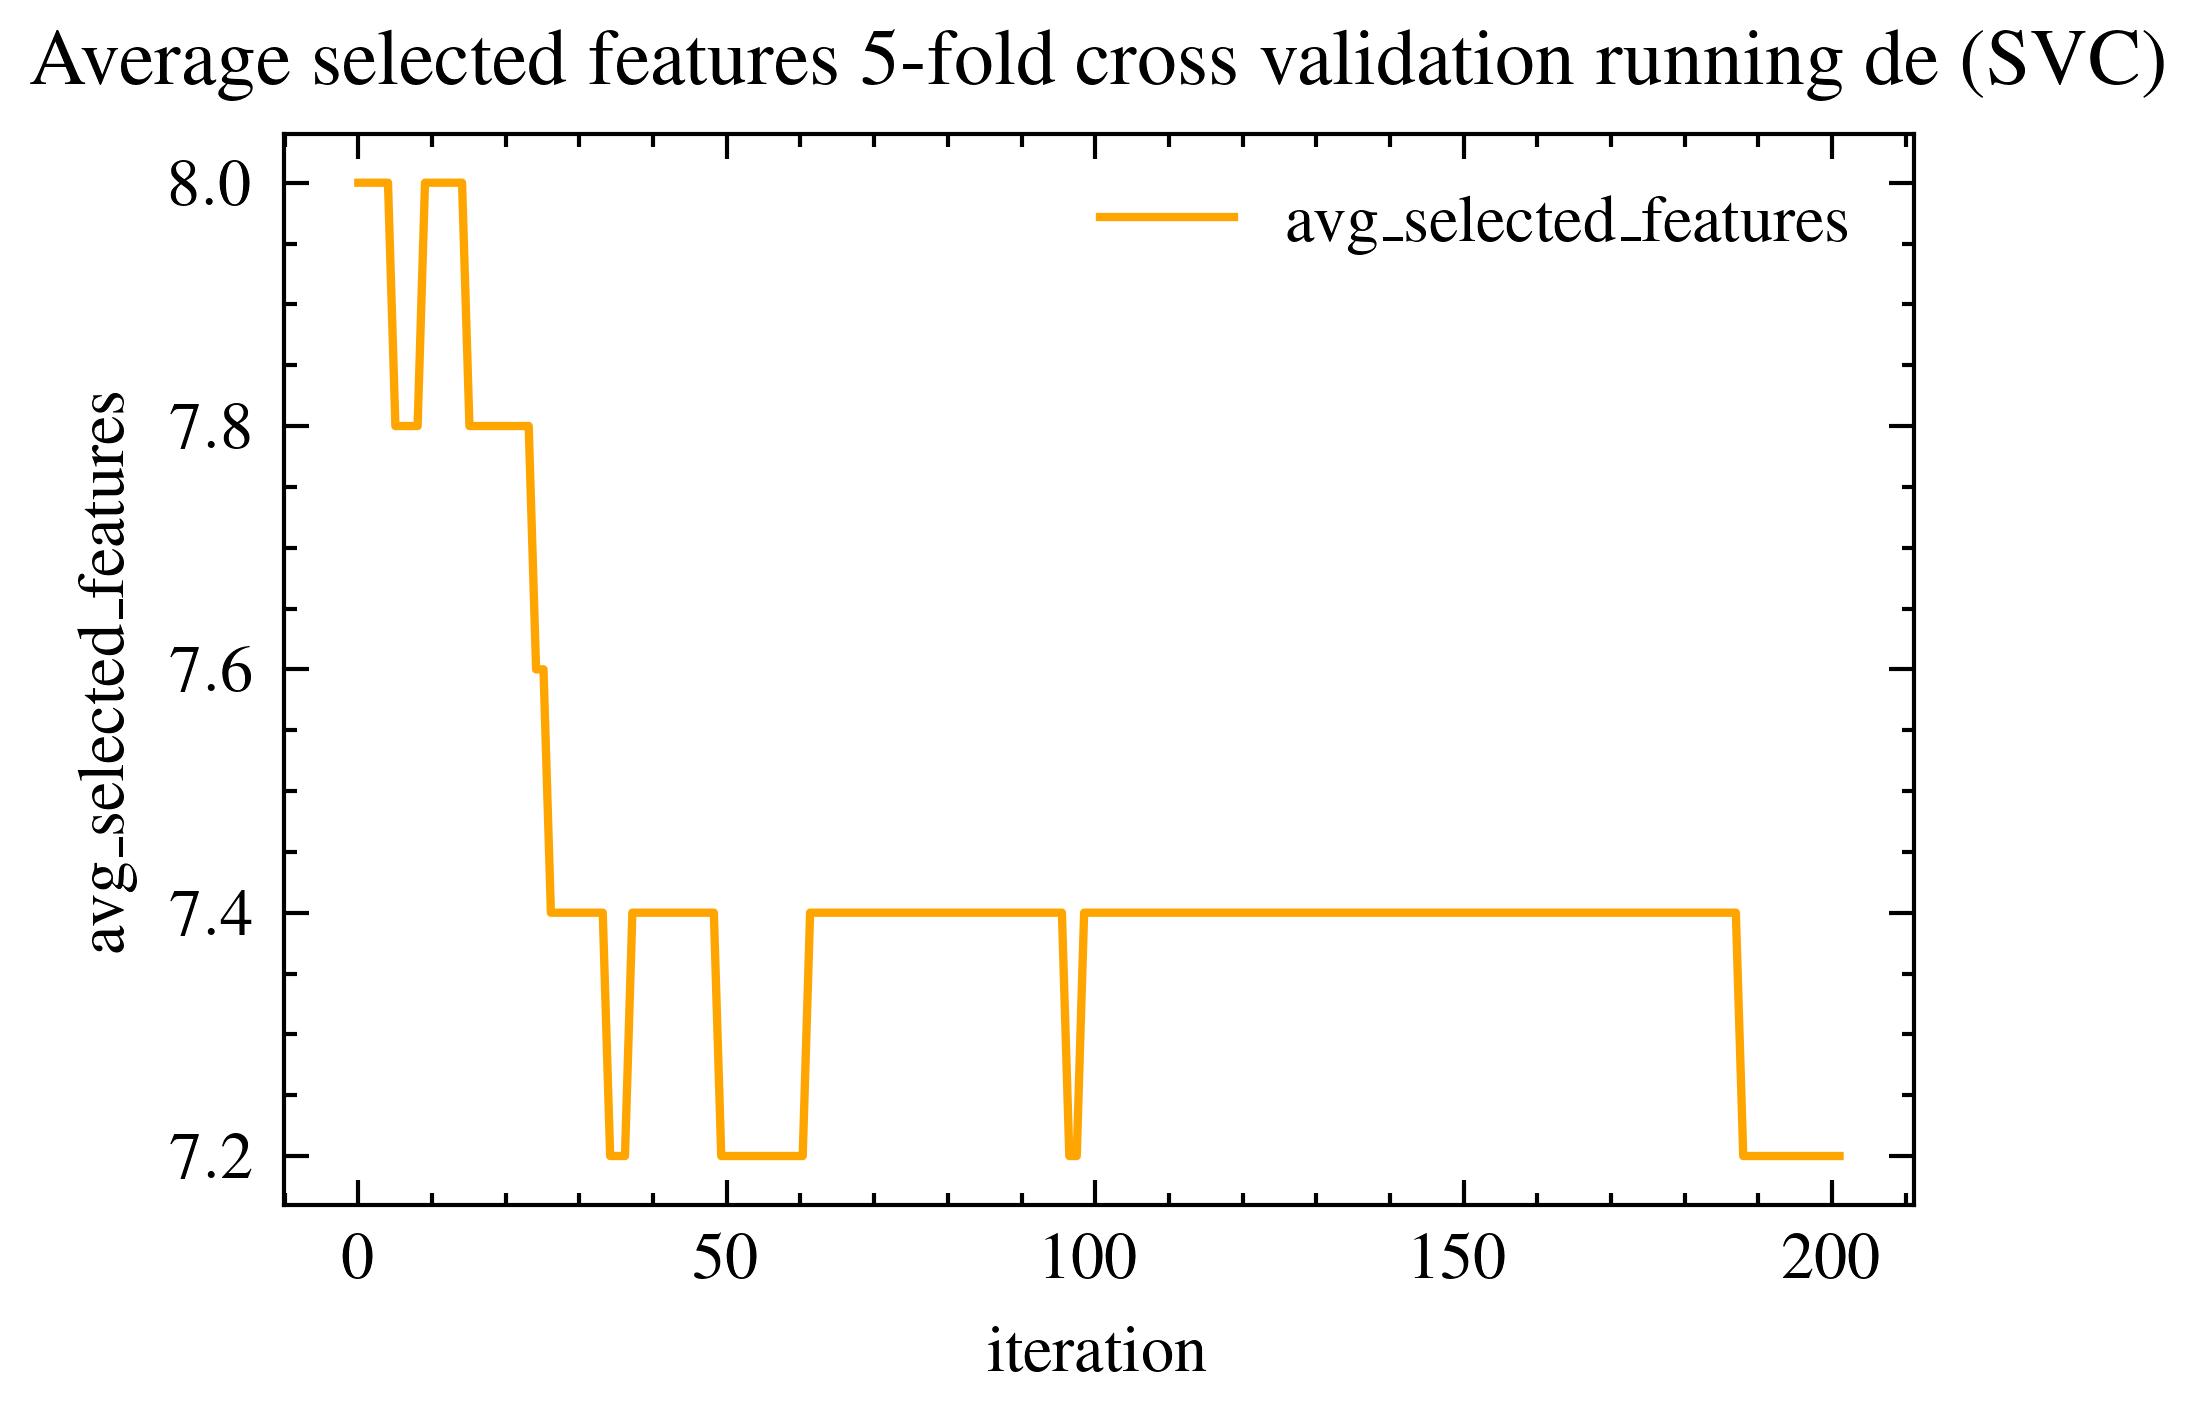 Average selected features 5-fold cross validation running de (SVC)
avg_selected_features
avg_selected_features
8.0
7.8
7.6
7.4
7.2
0 50 100 150 200
iteration